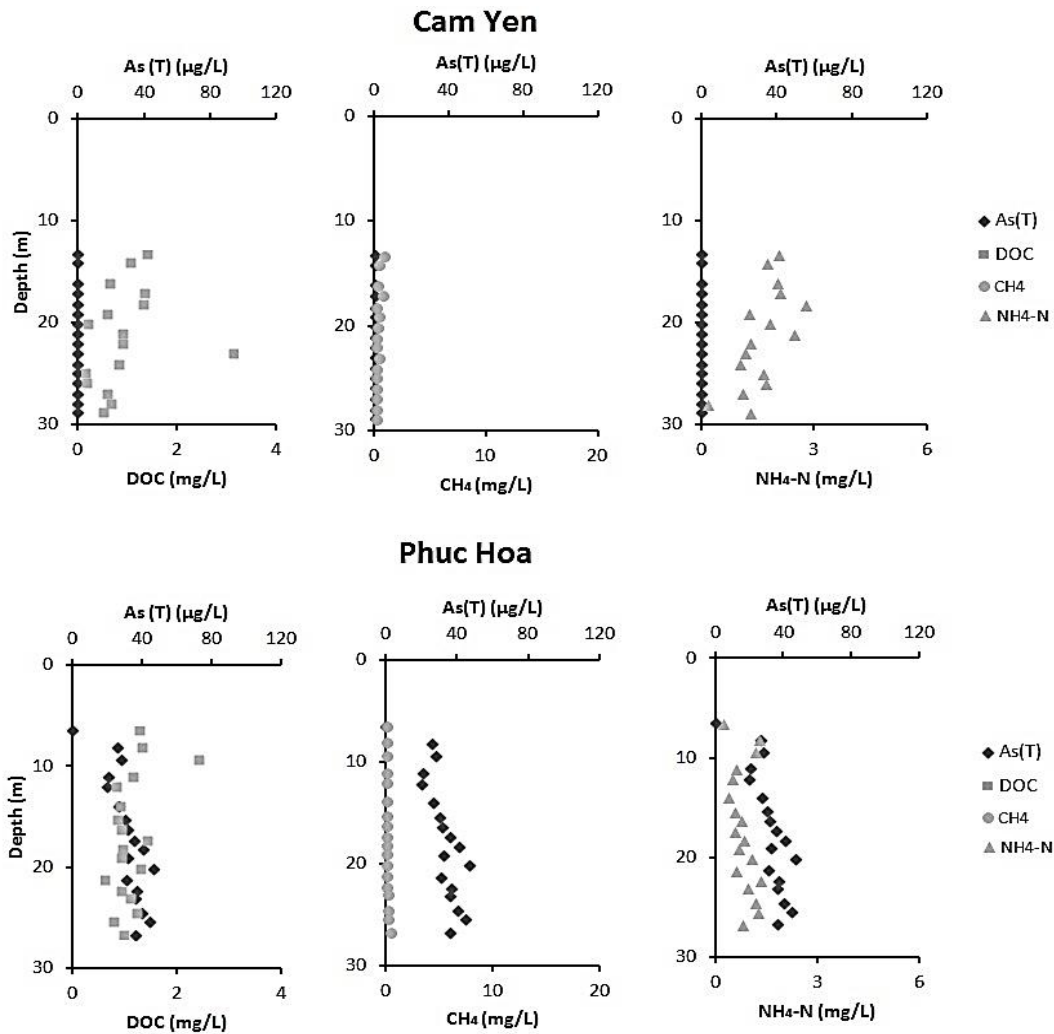 Cam Yen
As (T) (µg/L) As(T) (µg/L) As(T) (µg/L)
0 40 80 120 0 40 80 120 0 40 80 120
0 0 0
10 10 10
20 20 20
30 30 30
Depth (m)
0 2 4 0 10 20 0 3 6
DOC (mg/L) CH₄ (mg/L) NH₄-N (mg/L)
As(T)
DOC
CH4
NH4-N
Phuc Hoa
As (T) (µg/L) As(T) (µg/L) As(T) (µg/L)
0 40 80 120 0 40 80 120 0 40 80 120
0 0 0
10 10 10
20 20 20
30 30 30
Depth (m)
0 2 4 0 10 20 0 3 6
DOC (mg/L) CH₄ (mg/L) NH₄-N (mg/L)
As(T)
DOC
CH4
NH4-N